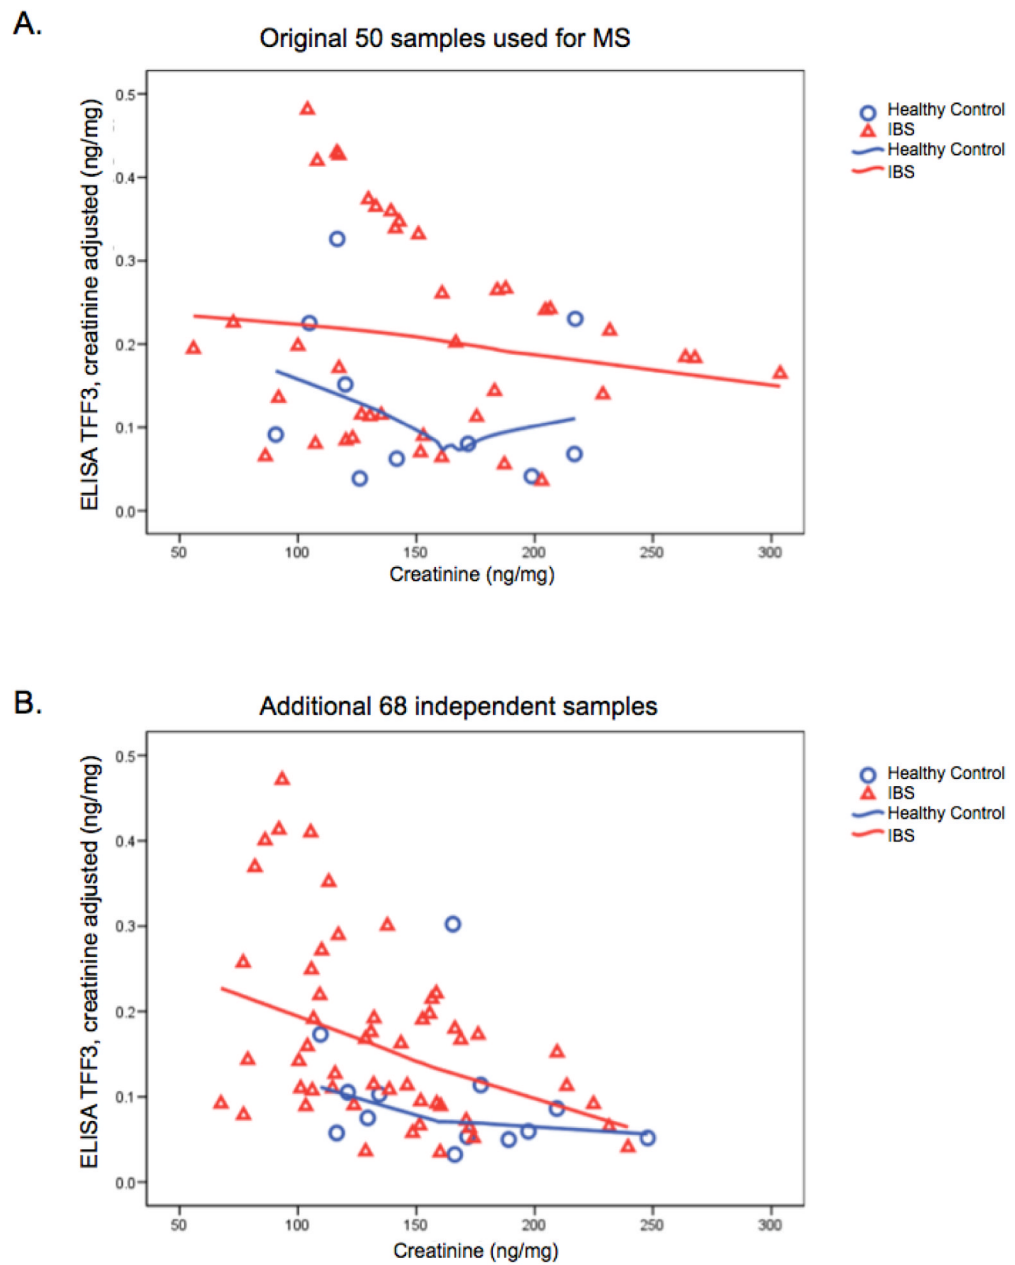 A.
Original 50 samples used for MS
ELISA TFF3, creatinine adjusted (ng/mg)
0.5
0.4
0.3
0.2
0.1
0.0
50 100 150 200 250 300
Creatinine (ng/mg)
Healthy Control
IBS
Healthy Control
IBS
B.
Additional 68 independent samples
ELISA TFF3, creatinine adjusted (ng/mg)
0.5
0.4
0.3
0.2
0.1
0.0
50 100 150 200 250 300
Creatinine (ng/mg)
Healthy Control
IBS
Healthy Control
IBS